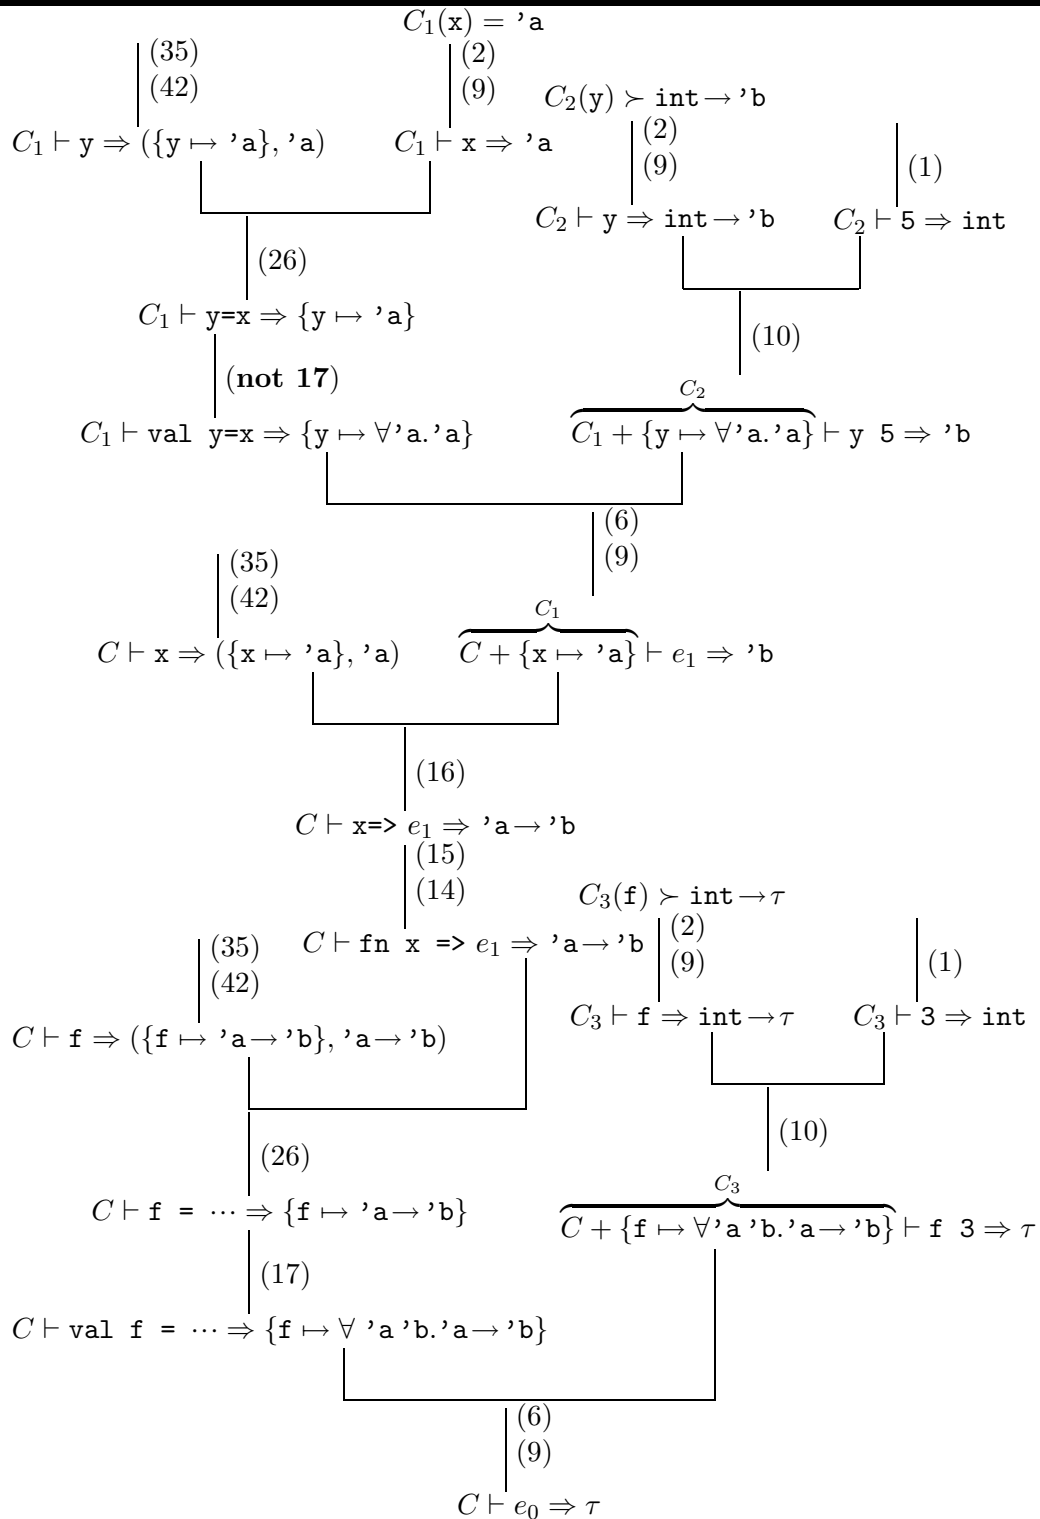 C₁(x) = 'a
(35) (2)
(42) (9)
C₂(y) ≻ int → 'b
C₁ ⊢ y ⇒ ({y ↦ 'a}, 'a) C₁ ⊢ x ⇒ 'a
(2)
(9)
(1)
C₂ ⊢ y ⇒ int → 'b C₂ ⊢ 5 ⇒ int
(26)
C₁ ⊢ y=x ⇒ {y ↦ 'a}
(10)
(not 17)
C₂
C₁ ⊢ val y=x ⇒ {y ↦ ∀'a.'a} C₁ + {y ↦ ∀'a.'a} ⊢ y 5 ⇒ 'b
(6)
(9)
(35)
(42)
C₁
C ⊢ x ⇒ ({x ↦ 'a}, 'a) C + {x ↦ 'a} ⊢ e₁ ⇒ 'b
(16)
C ⊢ x=> e₁ ⇒ 'a → 'b
(15)
(14)
C₃(f) ≻ int → τ
C ⊢ fn x => e₁ ⇒ 'a → 'b
(35) (2)
(42) (9) (1)
C₃ ⊢ f ⇒ int → τ C₃ ⊢ 3 ⇒ int
C ⊢ f ⇒ ({f ↦ 'a → 'b}, 'a → 'b)
(10)
(26)
C₃
C ⊢ f = ··· ⇒ {f ↦ 'a → 'b} C + {f ↦ ∀'a 'b.'a → 'b} ⊢ f 3 ⇒ τ
(17)
C ⊢ val f = ··· ⇒ {f ↦ ∀ 'a 'b.'a → 'b}
(6)
(9)
C ⊢ e₀ ⇒ τ